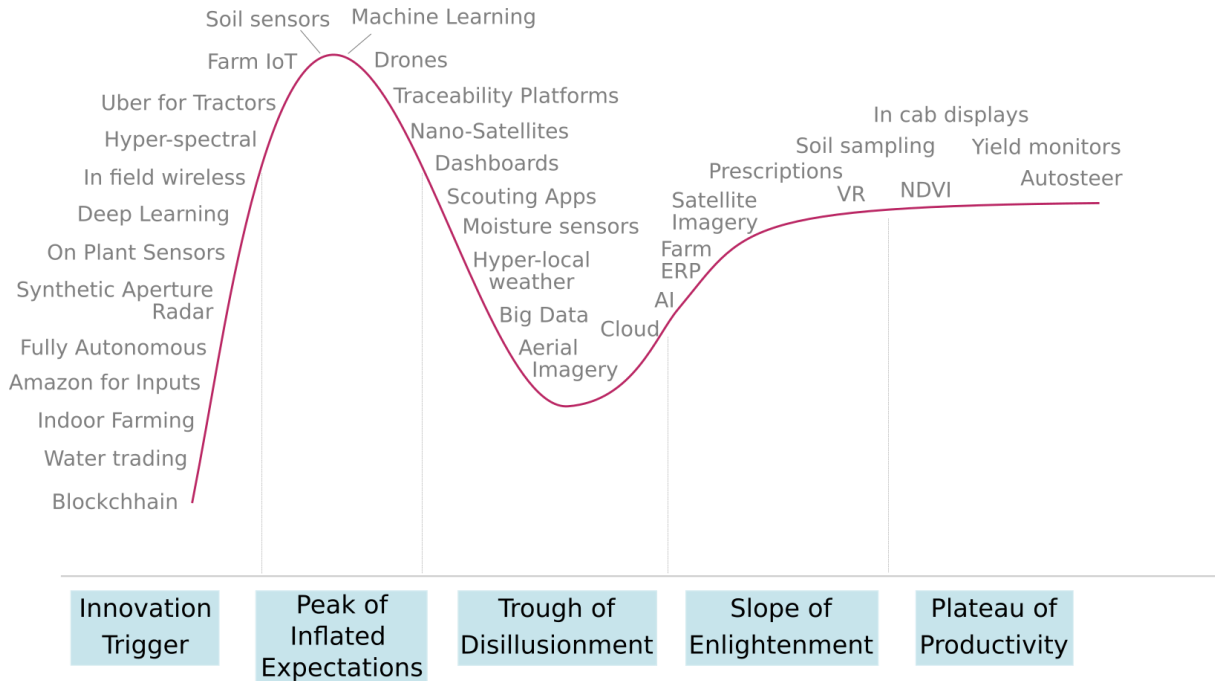 Soil sensors
Machine Learning
Farm IoT
Drones
Uber for Tractors
Traceability Platforms
Hyper-spectral
Nano-Satellites
In field wireless
Dashboards
Deep Learning
Scouting Apps
On Plant Sensors
Moisture sensors
Synthetic Aperture
Radar
Hyper-local
weather
Fully Autonomous
Big Data
Amazon for Inputs
Aerial
Imagery
Indoor Farming
Water trading
Blockchhain
Cloud
AI
Farm
ERP
Satellite
Imagery
Prescriptions
Soil sampling
VR
In cab displays
NDVI
Yield monitors
Autosteer
Innovation
Trigger
Peak of
Inflated
Expectations
Trough of
Disillusionment
Slope of
Enlightenment
Plateau of
Productivity